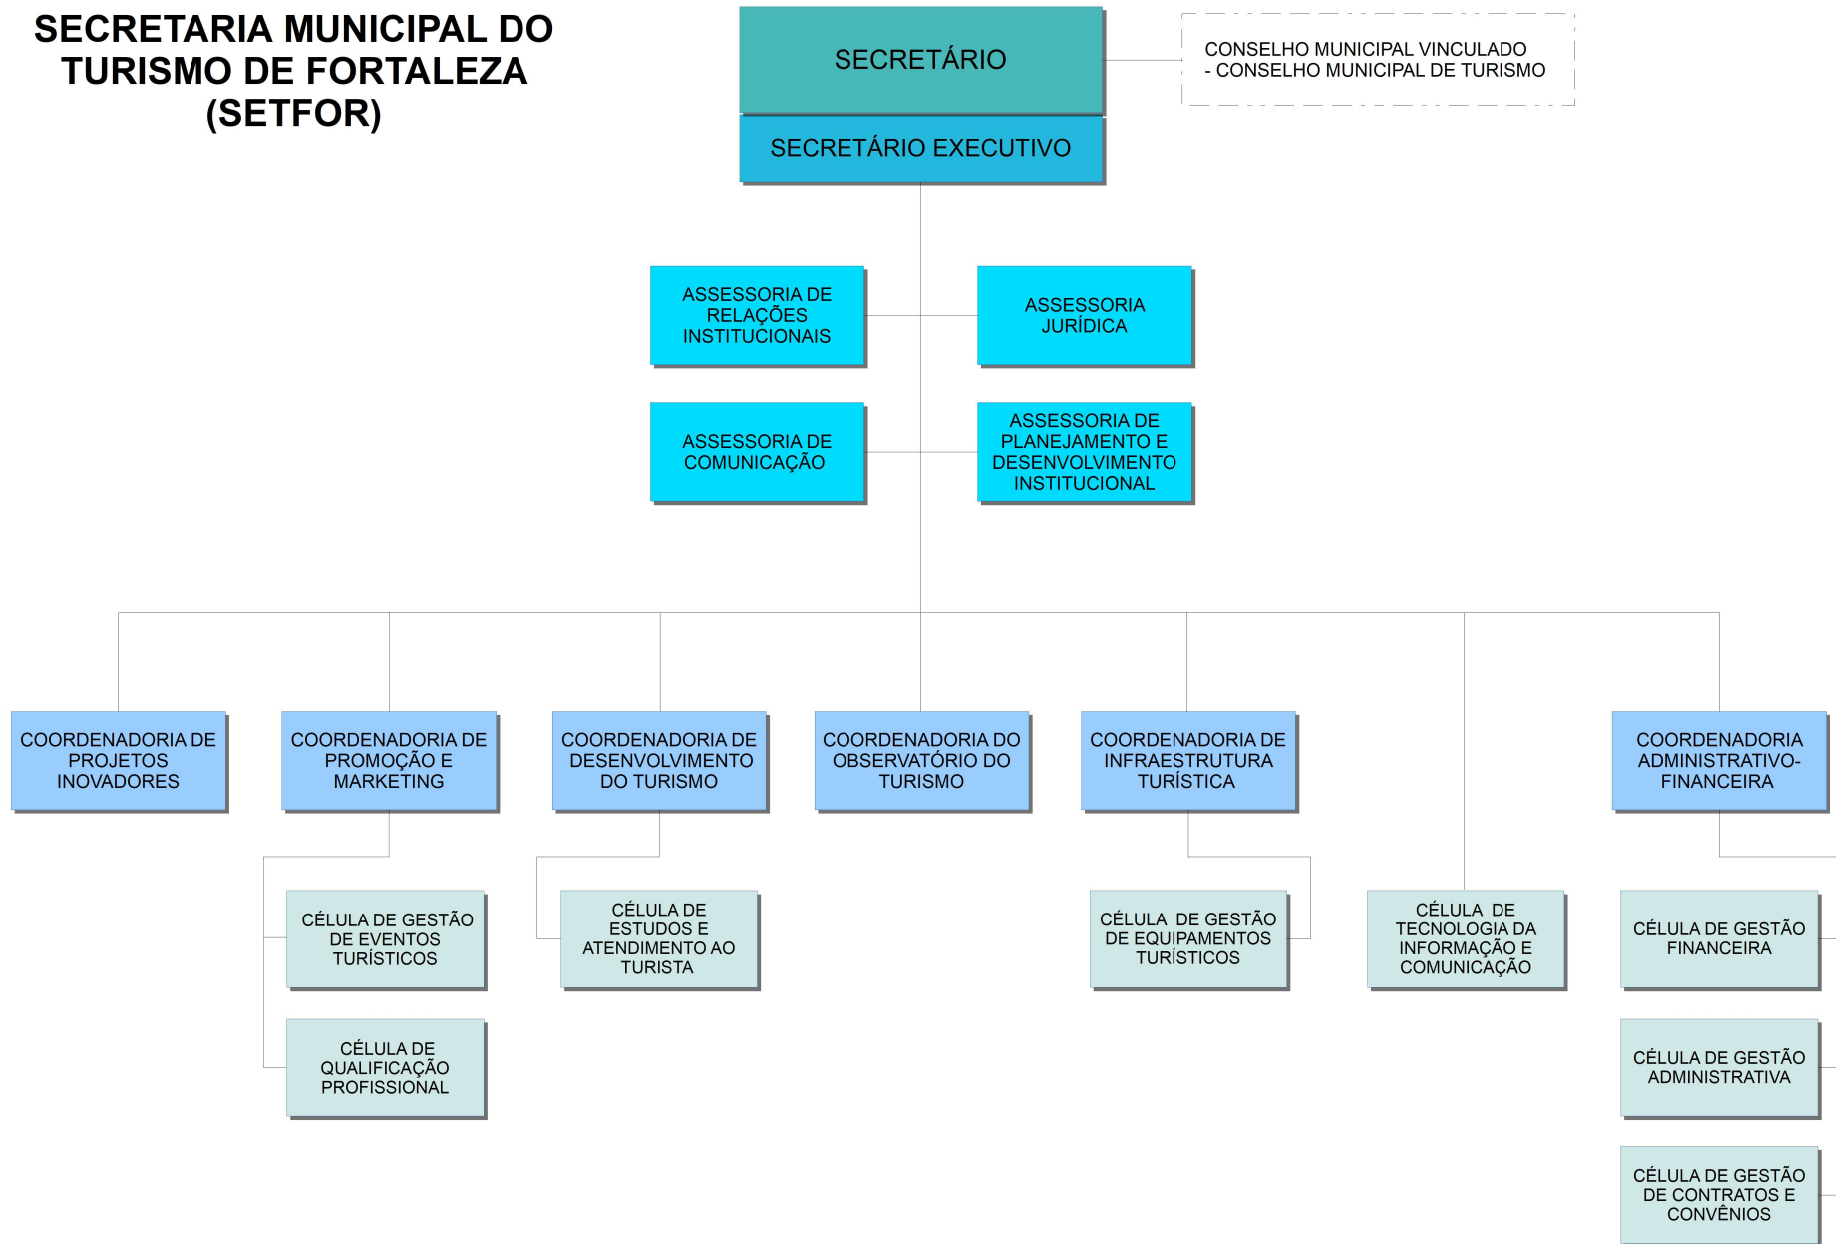 SECRETARIA MUNICIPAL DO
TURISMO DE FORTALEZA
(SETFOR)
SECRETÁRIO
CONSELHO MUNICIPAL VINCULADO
- CONSELHO MUNICIPAL DE TURISMO
SECRETÁRIO EXECUTIVO
ASSESSORIA DE
RELAÇÕES
INSTITUCIONAIS
ASSESSORIA
JURÍDICA
ASSESSORIA DE
COMUNICAÇÃO
ASSESSORIA DE
PLANEJAMENTO E
DESENVOLVIMENTO
INSTITUCIONAL
COORDENADORIA DE
PROJETOS
INOVADORES
COORDENADORIA DE
PROMOÇÃO E
MARKETING
COORDENADORIA DE
DESENVOLVIMENTO
DO TURISMO
COORDENADORIA DO
OBSERVATÓRIO DO
TURISMO
COORDENADORIA DE
INFRAESTRUTURA
TURÍSTICA
COORDENADORIA
ADMINISTRATIVO-
FINANCEIRA
CÉLULA DE GESTÃO
DE EVENTOS
TURÍSTICOS
CÉLULA DE
ESTUDOS E
ATENDIMENTO AO
TURISTA
CÉLULA DE GESTÃO
DE EQUIPAMENTOS
TURÍSTICOS
CÉLULA DE
TECNOLOGIA DA
INFORMAÇÃO E
COMUNICAÇÃO
CÉLULA DE GESTÃO
FINANCEIRA
CÉLULA DE
QUALIFICAÇÃO
PROFISSIONAL
CÉLULA DE GESTÃO
ADMINISTRATIVA
CÉLULA DE GESTÃO
DE CONTRATOS E
CONVÊNIOS